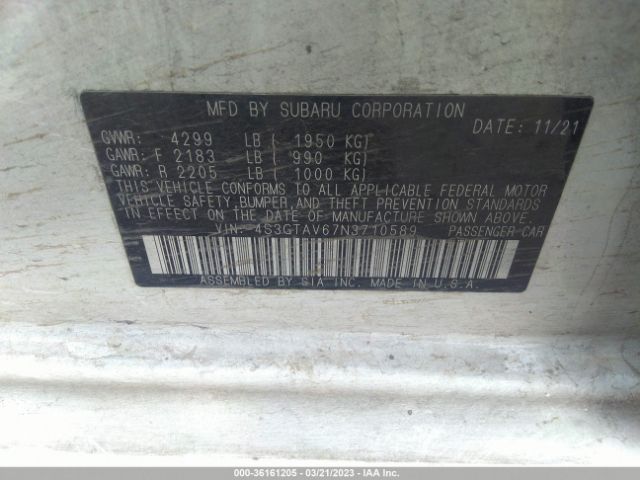 MFD BY SUBARU CORPORATION
DATE: 11/21
GVWR: 4299 LB ( 1950 KG)
GAWR: F 2183 LB ( 990 KG)
GAWR: R 2205 LB ( 1000 KG)
THIS VEHICLE CONFORMS TO ALL APPLICABLE FEDERAL MOTOR
VEHICLE SAFETY,BUMPER,AND THEFT PREVENTION STANDARDS
IN EFFECT ON THE DATE OF MANUFACTURE SHOWN ABOVE.
VIN: 4S3GTAV67N3710589 PASSENGER CAR
ASSEMBLED BY SIA INC. MADE IN U.S.A.
000-36161205 - 03/21/2023 - IAA Inc.